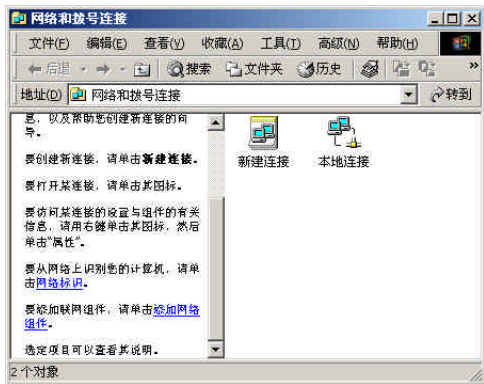 网络和拨号连接
文件(F) 编辑(E) 查看(V) 收藏(A) 工具(T) 高级(N) 帮助(H)
后退 搜索 文件夹 历史 »
地址(D) 网络和拨号连接 转到
息，以及帮助您创建新连接的向
导。
要创建新连接，请单击新建连接。
要打开某连接，请单击其图标。
要访问某连接的设置与组件的有关
信息，请用右键单击其图标，然后
单击“属性”。
要从网络上识别您的计算机，请单
击网络标识。
要添加联网组件，请单击添加网络
组件。
选定项目可以查看其说明。
新建连接 本地连接
2 个对象